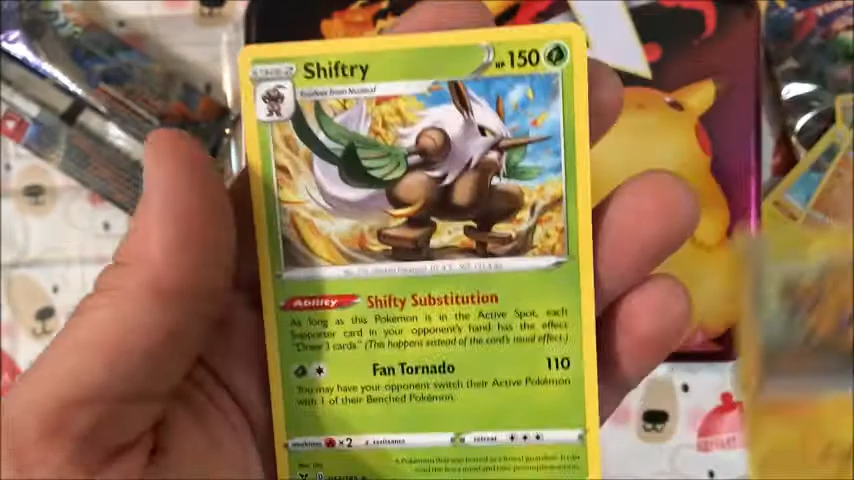 Shiftry
HP 150
Evolves from Nuzleaf
Ability Shifty Substitution
As long as this Pokémon is in the Active Spot, each
Supporter card in your opponent's hand has the effect
"Draw 3 cards." (This happens instead of the card's usual effect.)
Fan Tornado 110
You may have your opponent switch their Active Pokémon
with 1 of their Benched Pokémon.
weakness ×2 resistance retreat